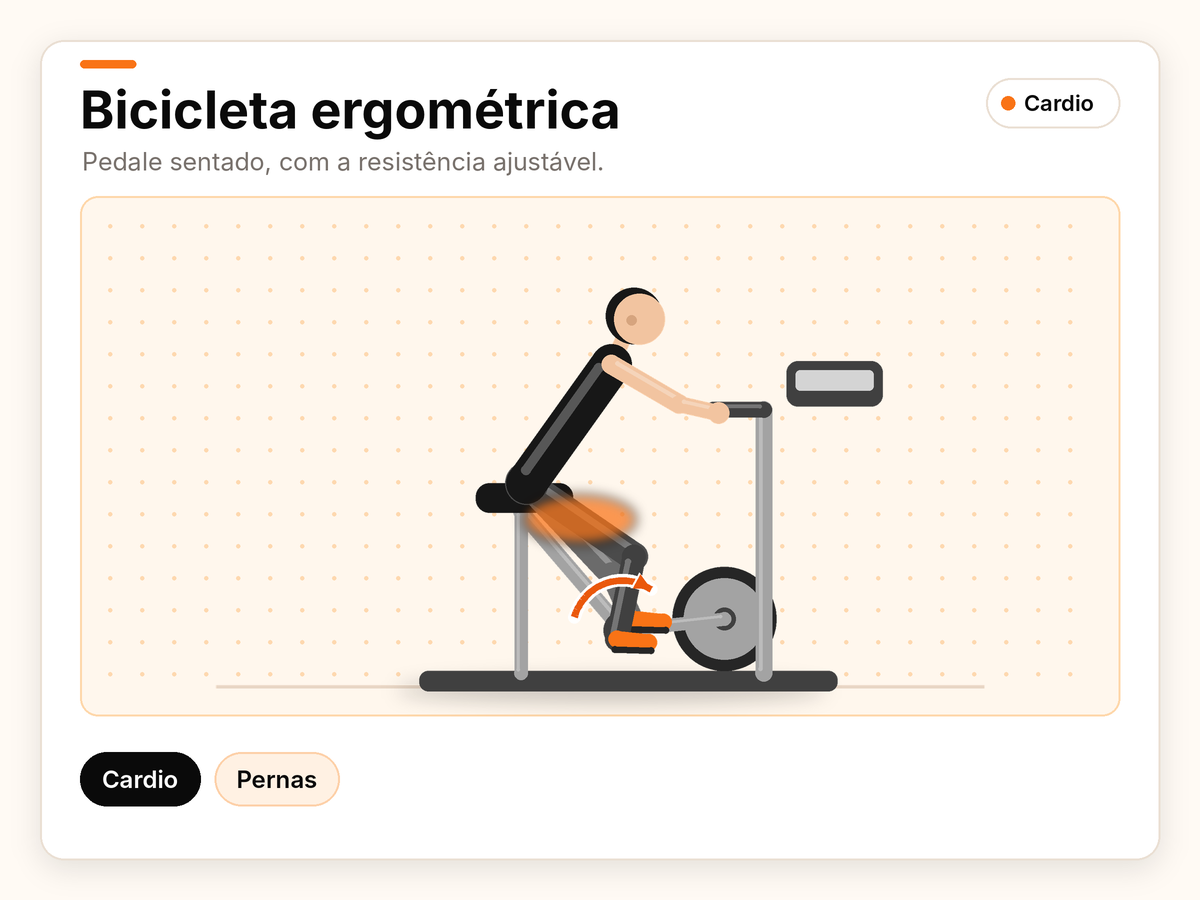 Bicicleta ergométrica
Cardio
Pedale sentado, com a resistência ajustável.
Cardio
Pernas